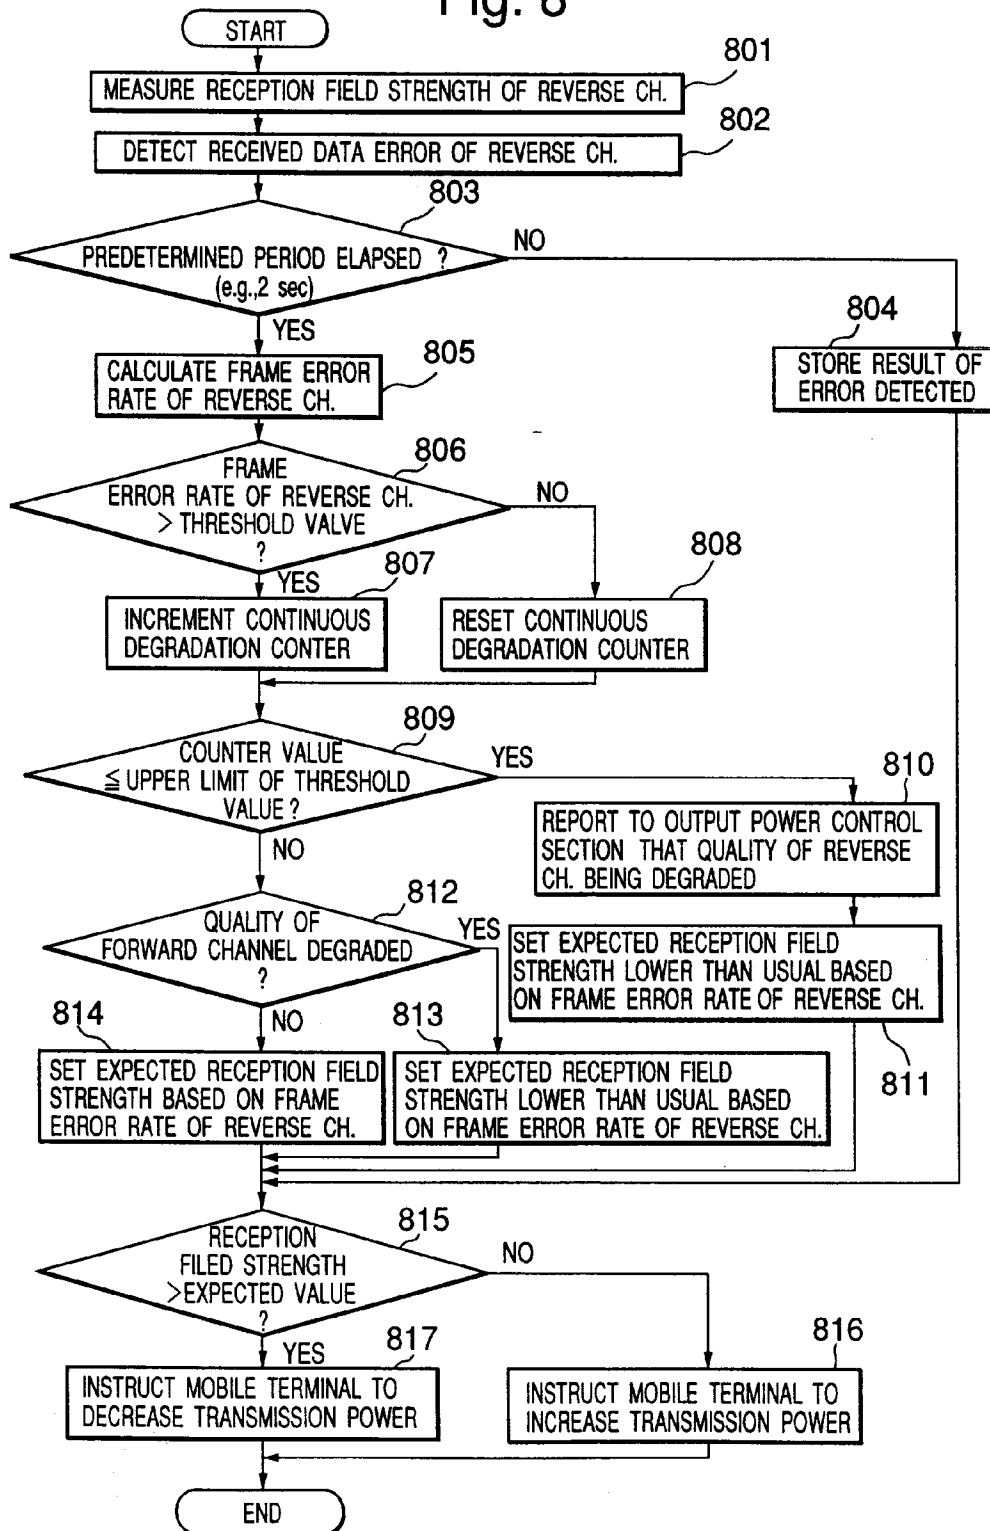 Fig. 8
START
801
MEASURE RECEPTION FIELD STRENGTH OF REVERSE CH.
802
DETECT RECEIVED DATA ERROR OF REVERSE CH.
803
PREDETERMINED PERIOD ELAPSED ?
(e.g.,2 sec)
NO
YES
804
STORE RESULT OF
ERROR DETECTED
805
CALCULATE FRAME ERROR
RATE OF REVERSE CH.
806
FRAME
ERROR RATE OF REVERSE CH.
> THRESHOLD VALVE
?
NO
YES
807
INCREMENT CONTINUOUS
DEGRADATION CONTER
808
RESET CONTINUOUS
DEGRADATION COUNTER
809
COUNTER VALUE
≦ UPPER LIMIT OF THRESHOLD
VALUE ?
YES
NO
810
REPORT TO OUTPUT POWER CONTROL
SECTION THAT QUALITY OF REVERSE
CH. BEING DEGRADED
812
QUALITY OF
FORWARD CHANNEL DEGRADED
?
YES
NO
SET EXPECTED RECEPTION FIELD
STRENGTH LOWER THAN USUAL BASED
ON FRAME ERROR RATE OF REVERSE CH.
811
814
SET EXPECTED RECEPTION FIELD
STRENGTH BASED ON FRAME
ERROR RATE OF REVERSE CH.
813
SET EXPECTED RECEPTION FIELD
STRENGTH LOWER THAN USUAL BASED
ON FRAME ERROR RATE OF REVERSE CH.
815
RECEPTION
FILED STRENGTH
>EXPECTED VALUE
?
NO
YES
817
INSTRUCT MOBILE TERMINAL TO
DECREASE TRANSMISSION POWER
816
INSTRUCT MOBILE TERMINAL TO
INCREASE TRANSMISSION POWER
END